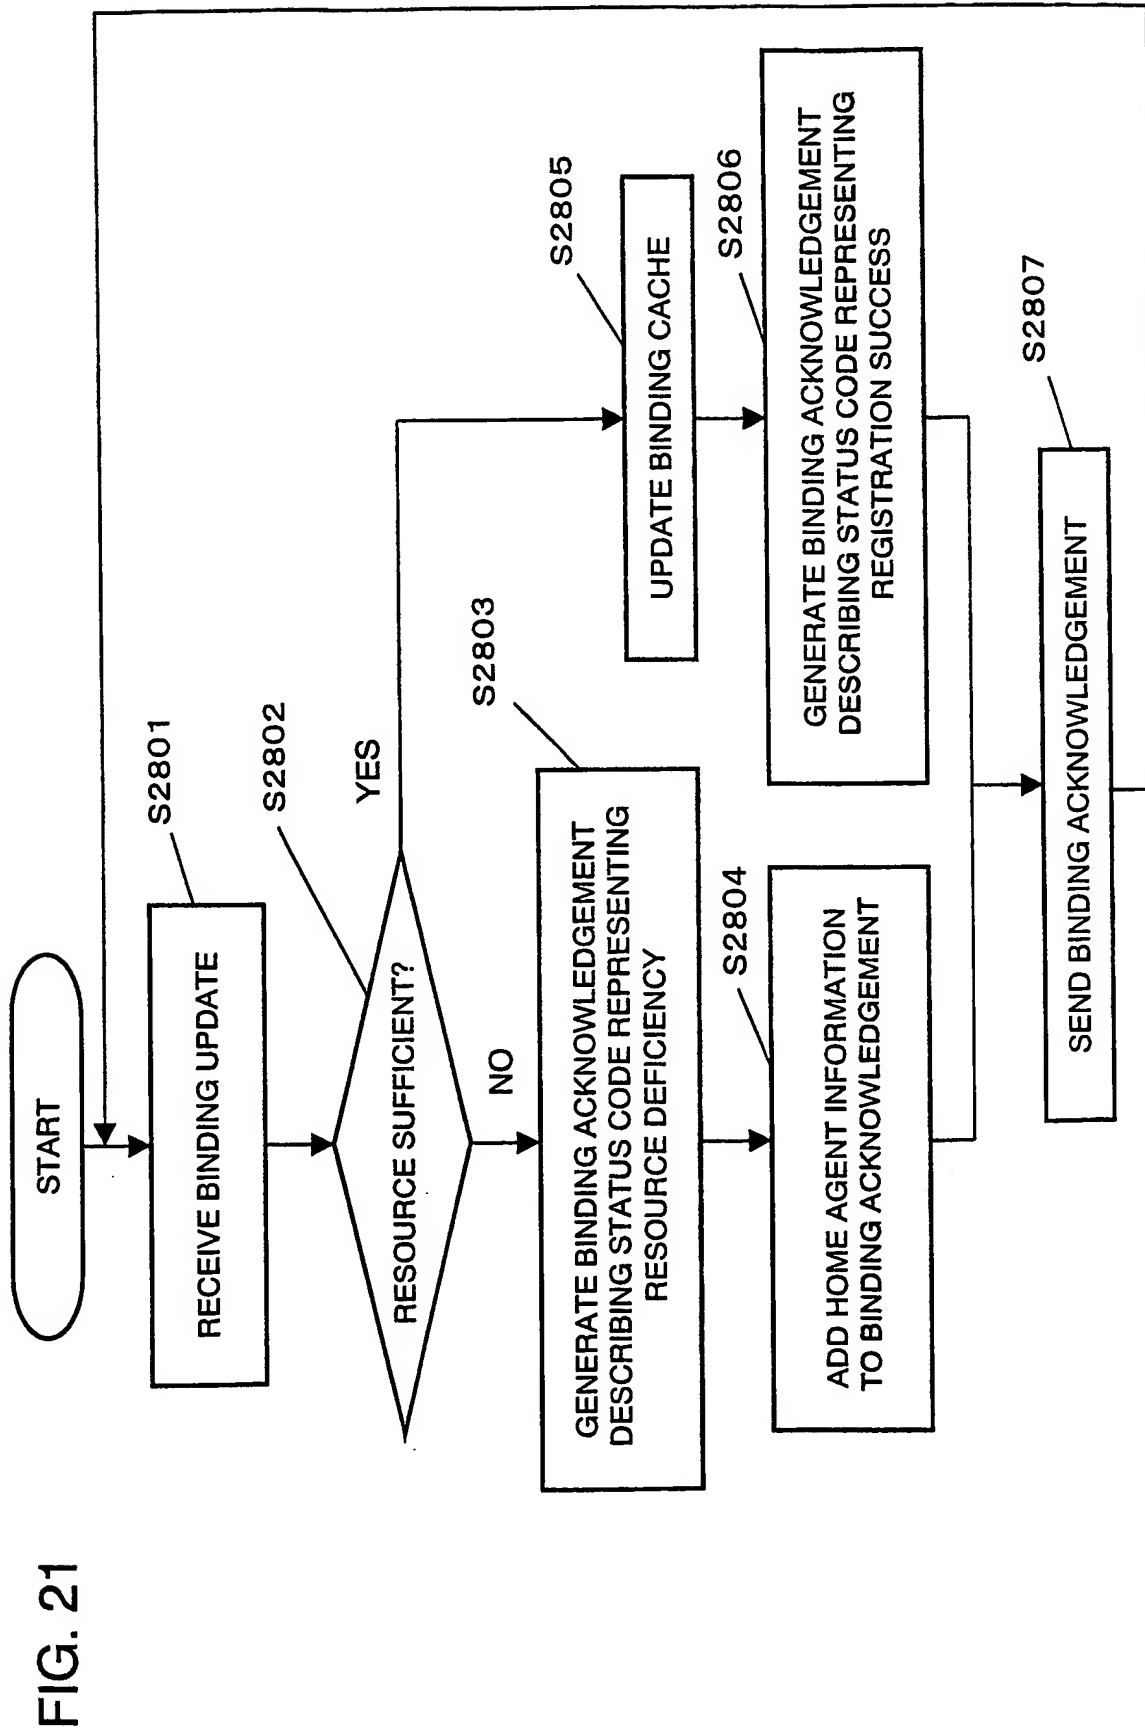 FIG. 21
START
S2801
RECEIVE BINDING UPDATE
S2802
RESOURCE SUFFICIENT?
YES
NO
S2803
GENERATE BINDING ACKNOWLEDGEMENT
DESCRIBING STATUS CODE REPRESENTING
RESOURCE DEFICIENCY
S2804
ADD HOME AGENT INFORMATION
TO BINDING ACKNOWLEDGEMENT
S2805
UPDATE BINDING CACHE
S2806
GENERATE BINDING ACKNOWLEDGEMENT
DESCRIBING STATUS CODE REPRESENTING
REGISTRATION SUCCESS
S2807
SEND BINDING ACKNOWLEDGEMENT